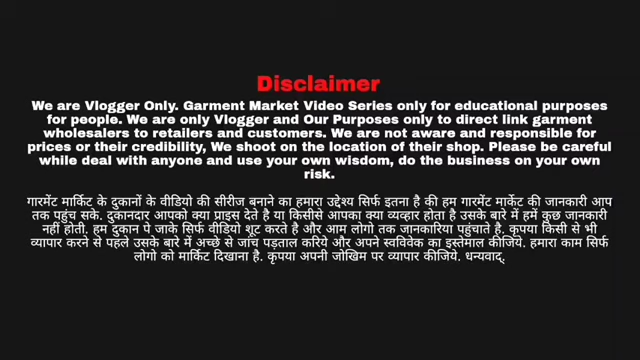 Disclaimer
We are Vlogger Only. Garment Market Video Series only for educational purposes
for people. We are only Vlogger and Our Purposes only to direct link garment
wholesalers to retailers and customers. We are not aware and responsible for
prices or their credibility, We shoot on the location of their shop. Please be careful
while deal with anyone and use your own wisdom, do the business on your own
risk.
गारमेंट मार्किट के दुकानों के वीडियो की सीरीज बनाने का हमारा उद्देश्य सिर्फ इतना है की हम गारमेंट मार्केट की जानकारी आप
तक पहुंच सके. दुकानदार आपको क्या प्राइस देते है या किसीसे आपका क्या व्यव्हार होता है उसके बारे में हमें कुछ जानकारी
नहीं होती. हम दुकान पे जाके सिर्फ वीडियो शूट करते है और आम लोगो तक जानकारिया पहुंचाते है. कृपया किसी से भी
व्यापार करने से पहले उसके बारे में अच्छे से जांच पड़ताल करिये और अपने स्वविवेक का इस्तेमाल कीजिये. हमारा काम सिर्फ
लोगो को मार्किट दिखाना है. कृपया अपनी जोखिम पर व्यापार कीजिये. धन्यवाद्.